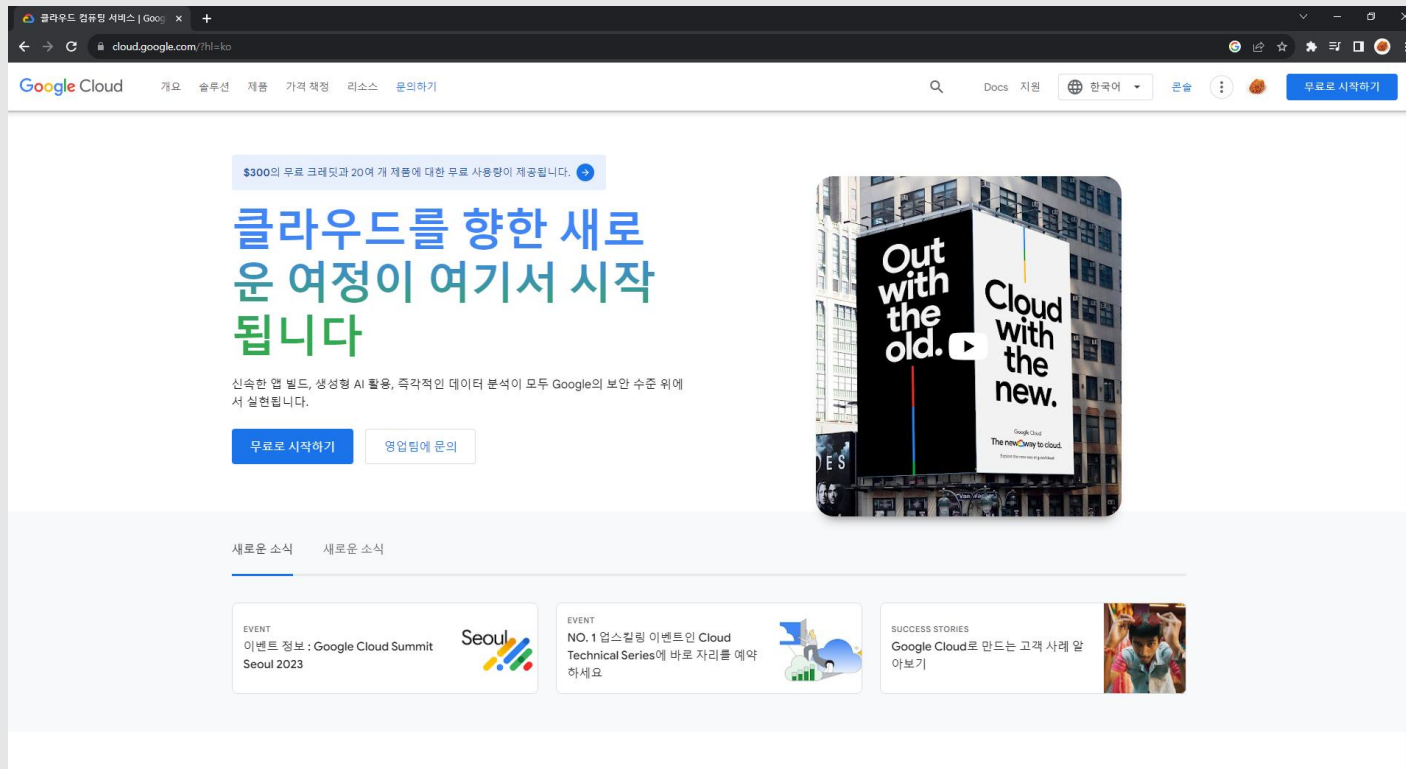 클라우드 컴퓨팅 서비스 | Goog
cloud.google.com/?hl=ko
Google Cloud 개요 솔루션 제품 가격 책정 리소스 문의하기 Docs 지원 한국어 콘솔 무료로 시작하기
$300의 무료 크레딧과 20여 개 제품에 대한 무료 사용량이 제공됩니다.
클라우드를 향한 새로
운 여정이 여기서 시작
됩니다
신속한 앱 빌드, 생성형 AI 활용, 즉각적인 데이터 분석이 모두 Google의 보안 수준 위에
서 실현됩니다.
무료로 시작하기 영업팀에 문의
Out
with
the
old.
Cloud
with
the
new.
Google Cloud
The new way to cloud.
E S
새로운 소식 새로운 소식
EVENT
이벤트 정보 : Google Cloud Summit
Seoul 2023
Seoul
EVENT
NO. 1 업스킬링 이벤트인 Cloud
Technical Series에 바로 자리를 예약
하세요
SUCCESS STORIES
Google Cloud로 만드는 고객 사례 알
아보기